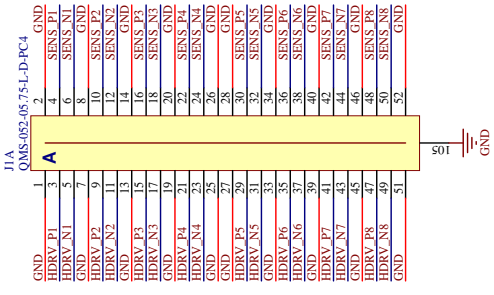 GND
SENS_P1
SENS_N1
GND
SENS_P2
SENS_N2
GND
SENS_P3
SENS_N3
GND
SENS_P4
SENS_N4
GND
GND
SENS_P5
SENS_N5
GND
SENS_P6
SENS_N6
GND
SENS_P7
SENS_N7
GND
SENS_P8
SENS_N8
GND
2 4 6 8 10 12 14 16 18 20 22 24 26 28 30 32 34 36 38 40 42 44 46 48 50 52
J1A
QMS-052-05.75-L-D-PC4
A
105
GND
1 3 5 7 9 11 13 15 17 19 21 23 25 27 29 31 33 35 37 39 41 43 45 47 49 51
GND
HDRV_P1
HDRV_N1
GND
HDRV_P2
HDRV_N2
GND
HDRV_P3
HDRV_N3
GND
HDRV_P4
HDRV_N4
GND
GND
HDRV_P5
HDRV_N5
GND
HDRV_P6
HDRV_N6
GND
HDRV_P7
HDRV_N7
GND
HDRV_P8
HDRV_N8
GND